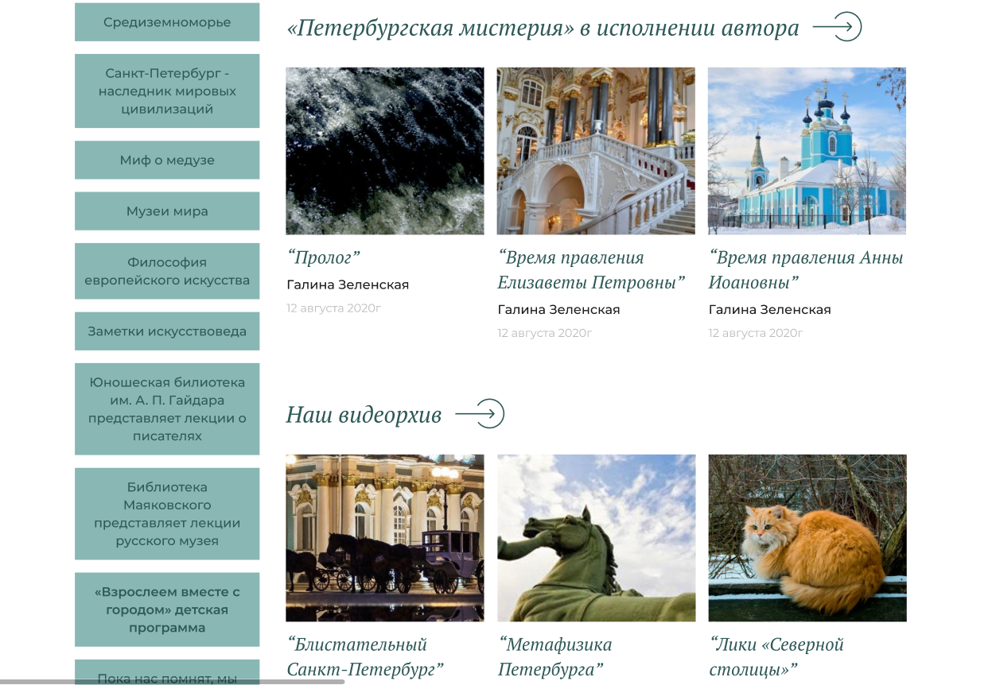 Средиземноморье
Санкт-Петербург -
наследник мировых
цивилизаций
Миф о медузе
Музеи мира
Философия
европейского искусства
Заметки искусствоведа
Юношеская билиотека
им. А. П. Гайдара
представляет лекции о
писателях
Библиотека
Маяковского
представляет лекции
русского музея
«Взрослеем вместе с
городом» детская
программа
Пока нас помнят, мы
«Петербургская мистерия» в исполнении автора
“Пролог”
Галина Зеленская
12 августа 2020г
“Время правления
Елизаветы Петровны”
Галина Зеленская
12 августа 2020г
“Время правления Анны
Иоановны”
Галина Зеленская
12 августа 2020г
Наш видеорхив
“Блистательный
Санкт-Петербург”
“Метафизика
Петербурга”
“Лики «Северной
столицы»”